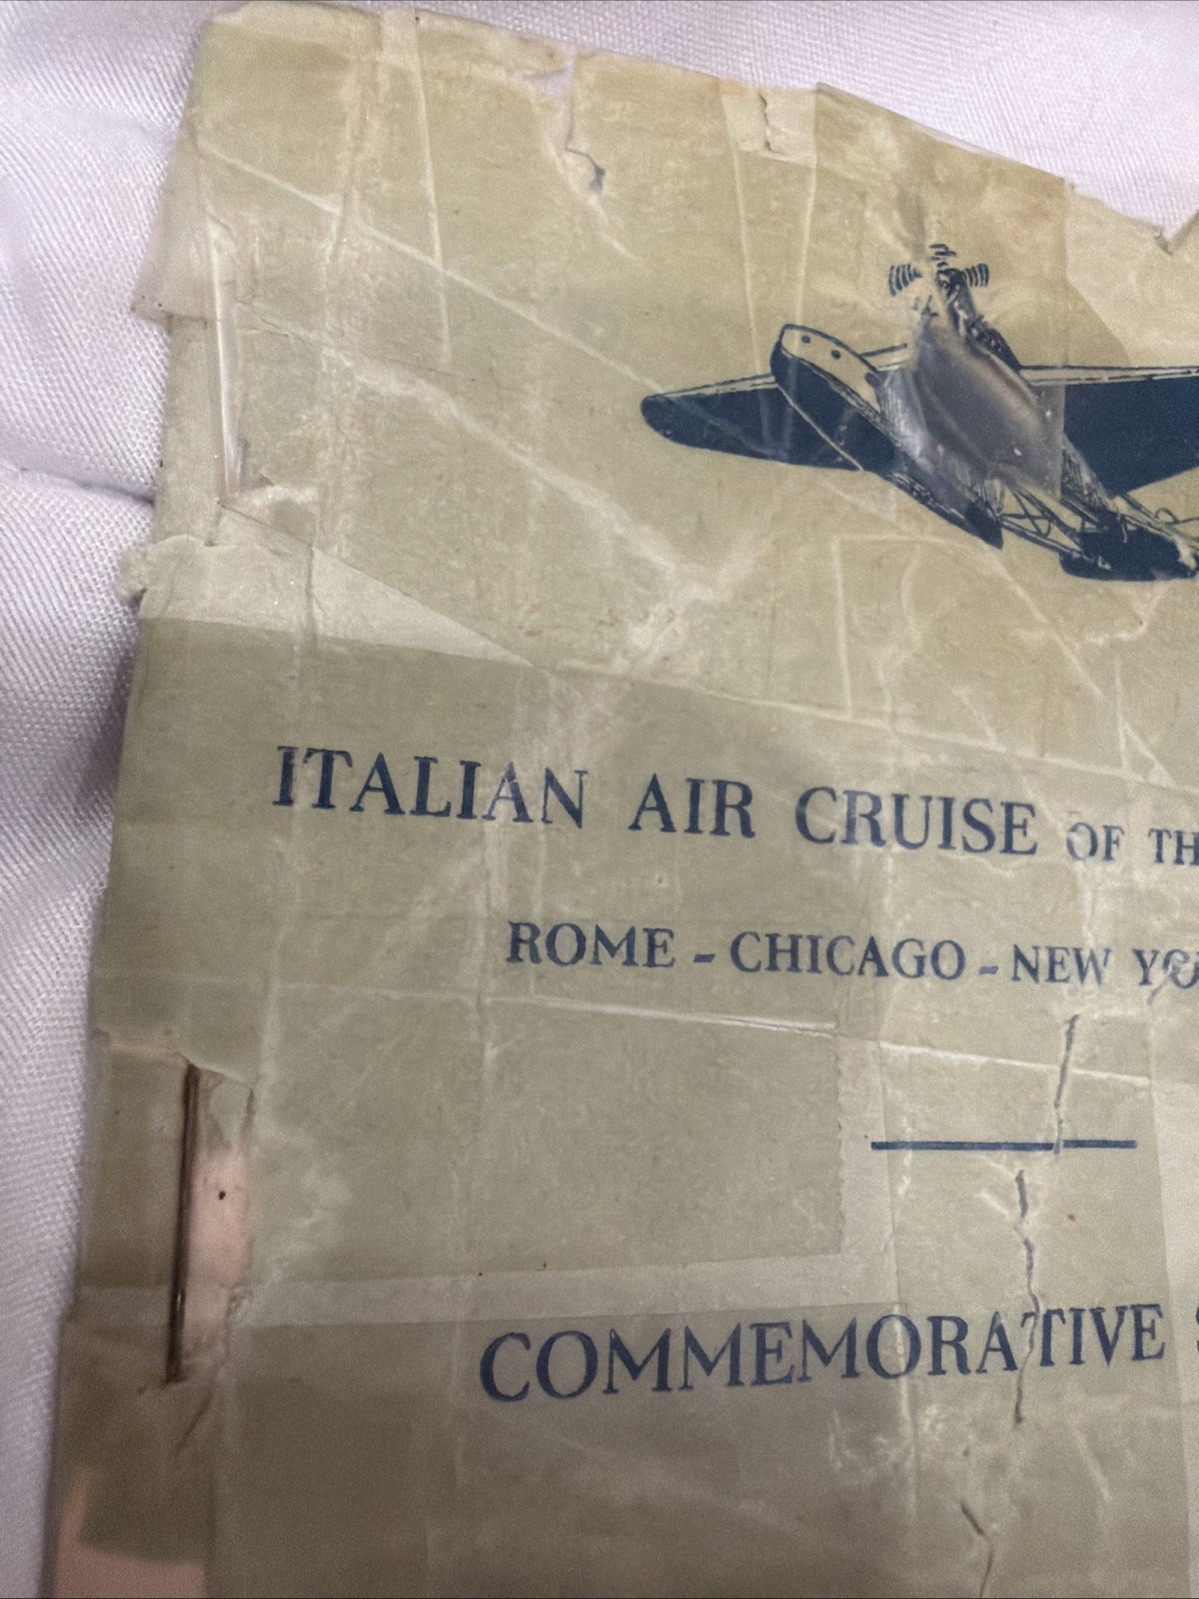 ITALIAN AIR CRUISE OF TH
ROME - CHICAGO - NEW YO
COMMEMORATIVE